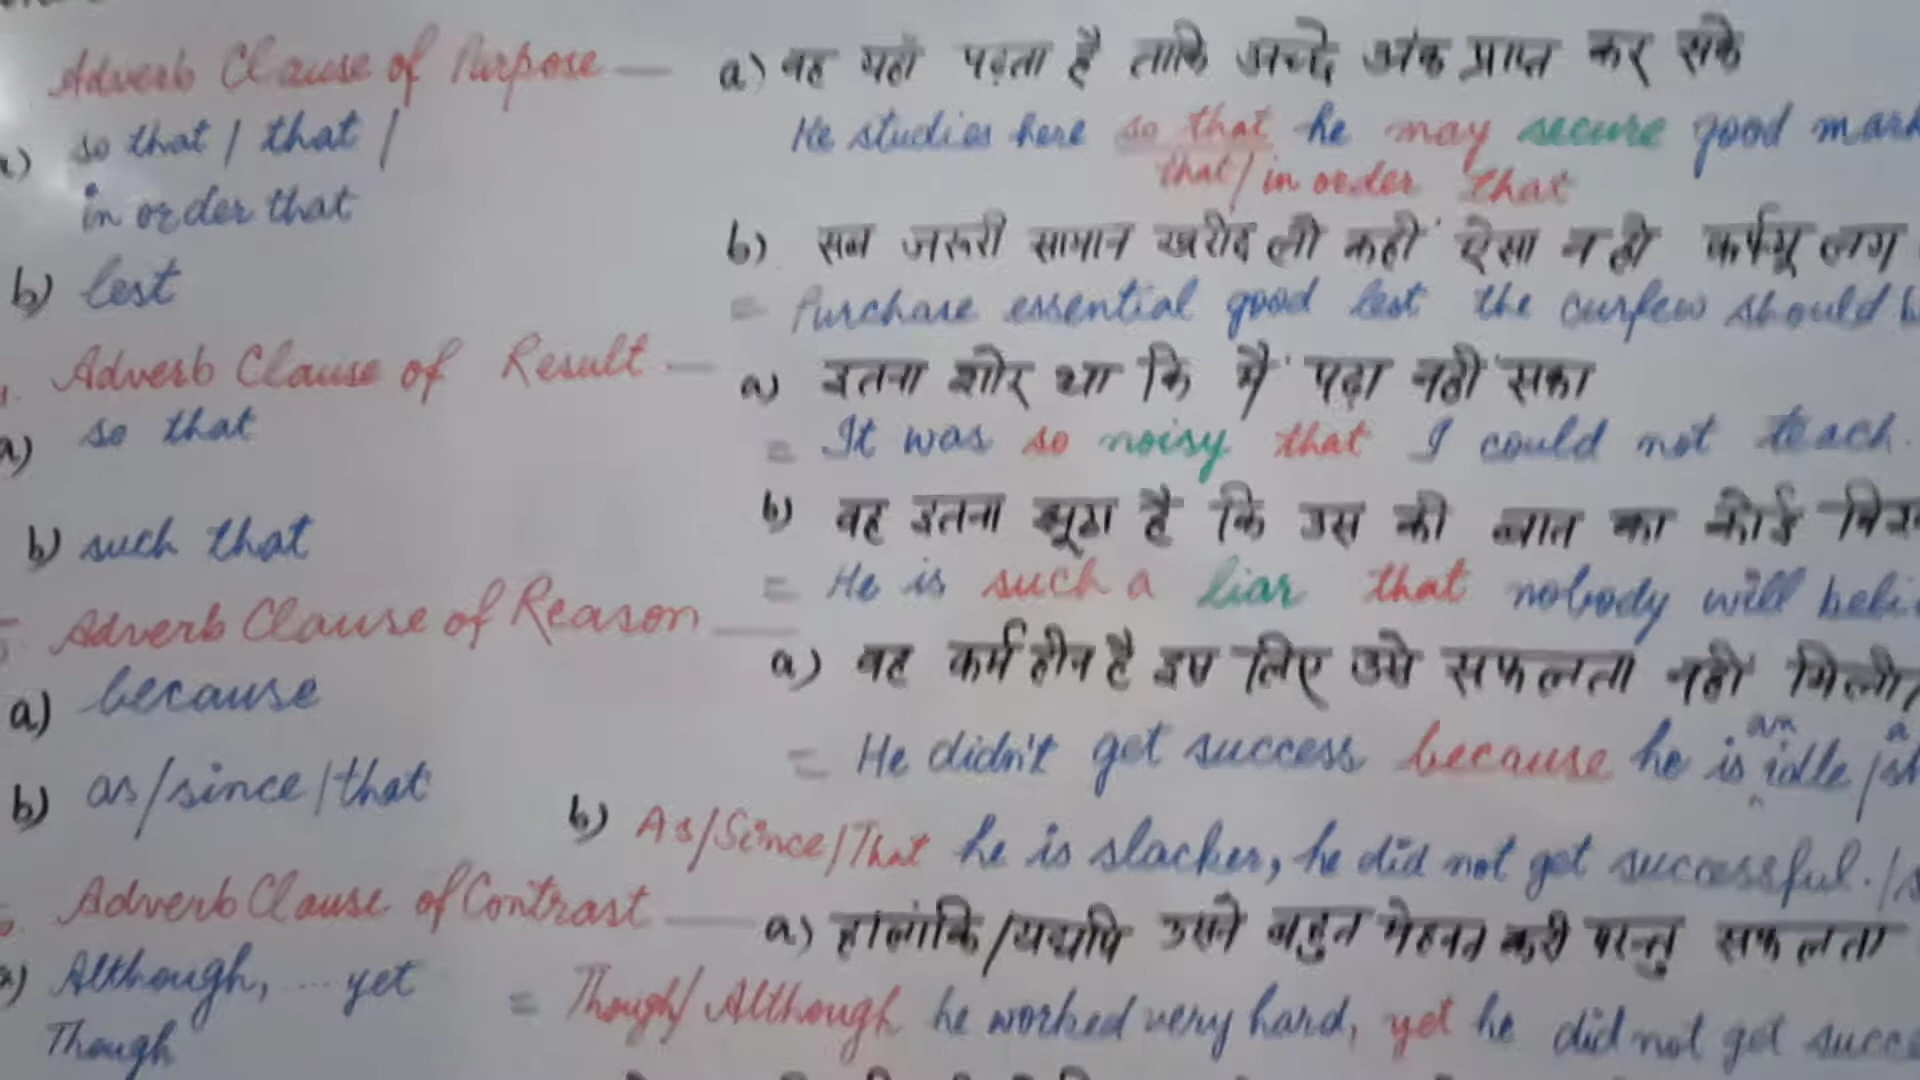 Adverb Clause of Purpose — a) वह यहाँ पढ़ता है ताकि अच्छे अंक प्राप्त कर सके
so that / that / He studies here so that he may secure good mark
that/in order that
in order that
b) सब जरूरी सामान खरीद लो कहीं ऐसा न हो कर्फ्यू लग
b) lest
= Purchase essential good lest the curfew should b
Adverb Clause of Result — a) इतना शोर था कि मैं पढ़ा नहीं सका
a) so that
= It was so noisy that I could not teach.
b) वह इतना झूठा है कि उस की बात का कोई
b) such that
= He is such a liar that nobody will beli
Adverb Clause of Reason —
a) वह कर्महीन है इस लिए उसे सफलता नहीं मिली
a) because
an a
= He didn't get success because he is idle /sl
b) as/since/that
b) As/Since/That he is slacker, he did not get successful. /s
Adverb Clause of Contrast — a) हालांकि/यद्यपि उसने बहुत मेहनत करी परन्तु सफलता
a) Although, ... yet
= Though/ Although he worked very hard, yet he did not get succe
Though